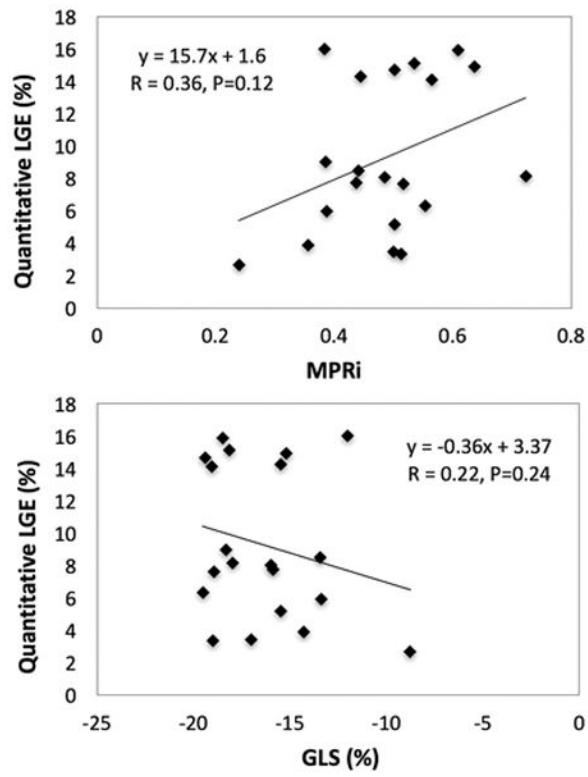 18
16
14
12
10
8
6
4
2
0
Quantitative LGE (%)
y = 15.7x + 1.6
R = 0.36, P=0.12
0 0.2 0.4 0.6 0.8
MPRi
18
16
14
12
10
8
6
4
2
0
Quantitative LGE (%)
y = -0.36x + 3.37
R = 0.22, P=0.24
-25 -20 -15 -10 -5 0
GLS (%)